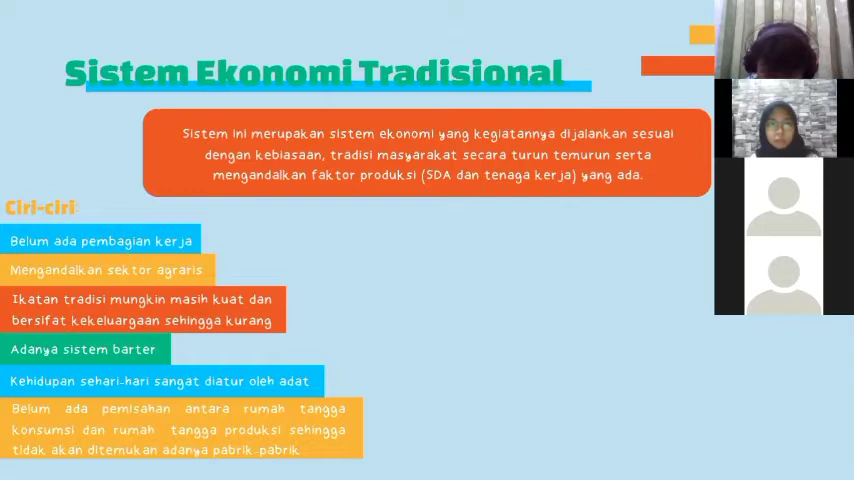 Sistem Ekonomi Tradisional
Sistem ini merupakan sistem ekonomi yang kegiatannya dijalankan sesuai
dengan kebiasaan, tradisi masyarakat secara turun temurun serta
mengandalkan faktor produksi (SDA dan tenaga kerja) yang ada.
Ciri-ciri:
Belum ada pembagian kerja
Mengandalkan sektor agraris
Ikatan tradisi mungkin masih kuat dan
bersifat kekeluargaan sehingga kurang
Adanya sistem barter
Kehidupan sehari-hari sangat diatur oleh adat
Belum ada pemisahan antara rumah tangga
konsumsi dan rumah tangga produksi sehingga
tidak akan ditemukan adanya pabrik-pabrik